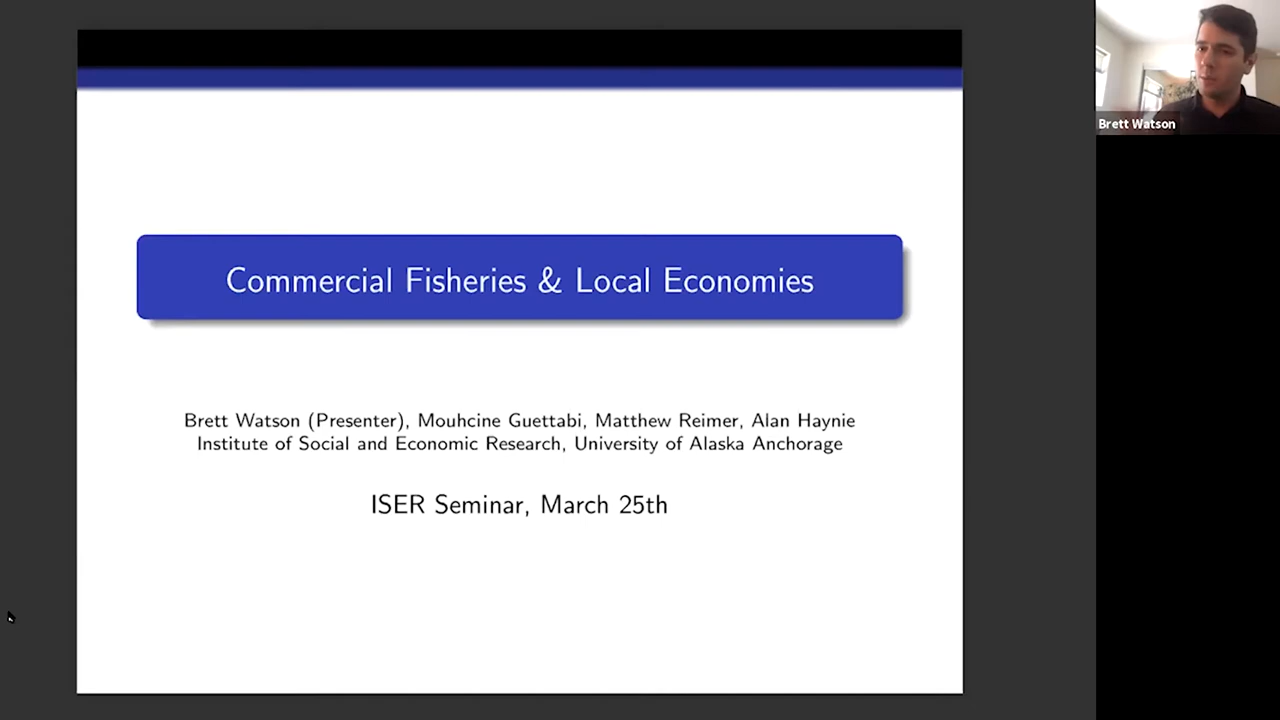 Commercial Fisheries & Local Economies
Brett Watson (Presenter), Mouhcine Guettabi, Matthew Reimer, Alan Haynie
Institute of Social and Economic Research, University of Alaska Anchorage
ISER Seminar, March 25th
Brett Watson